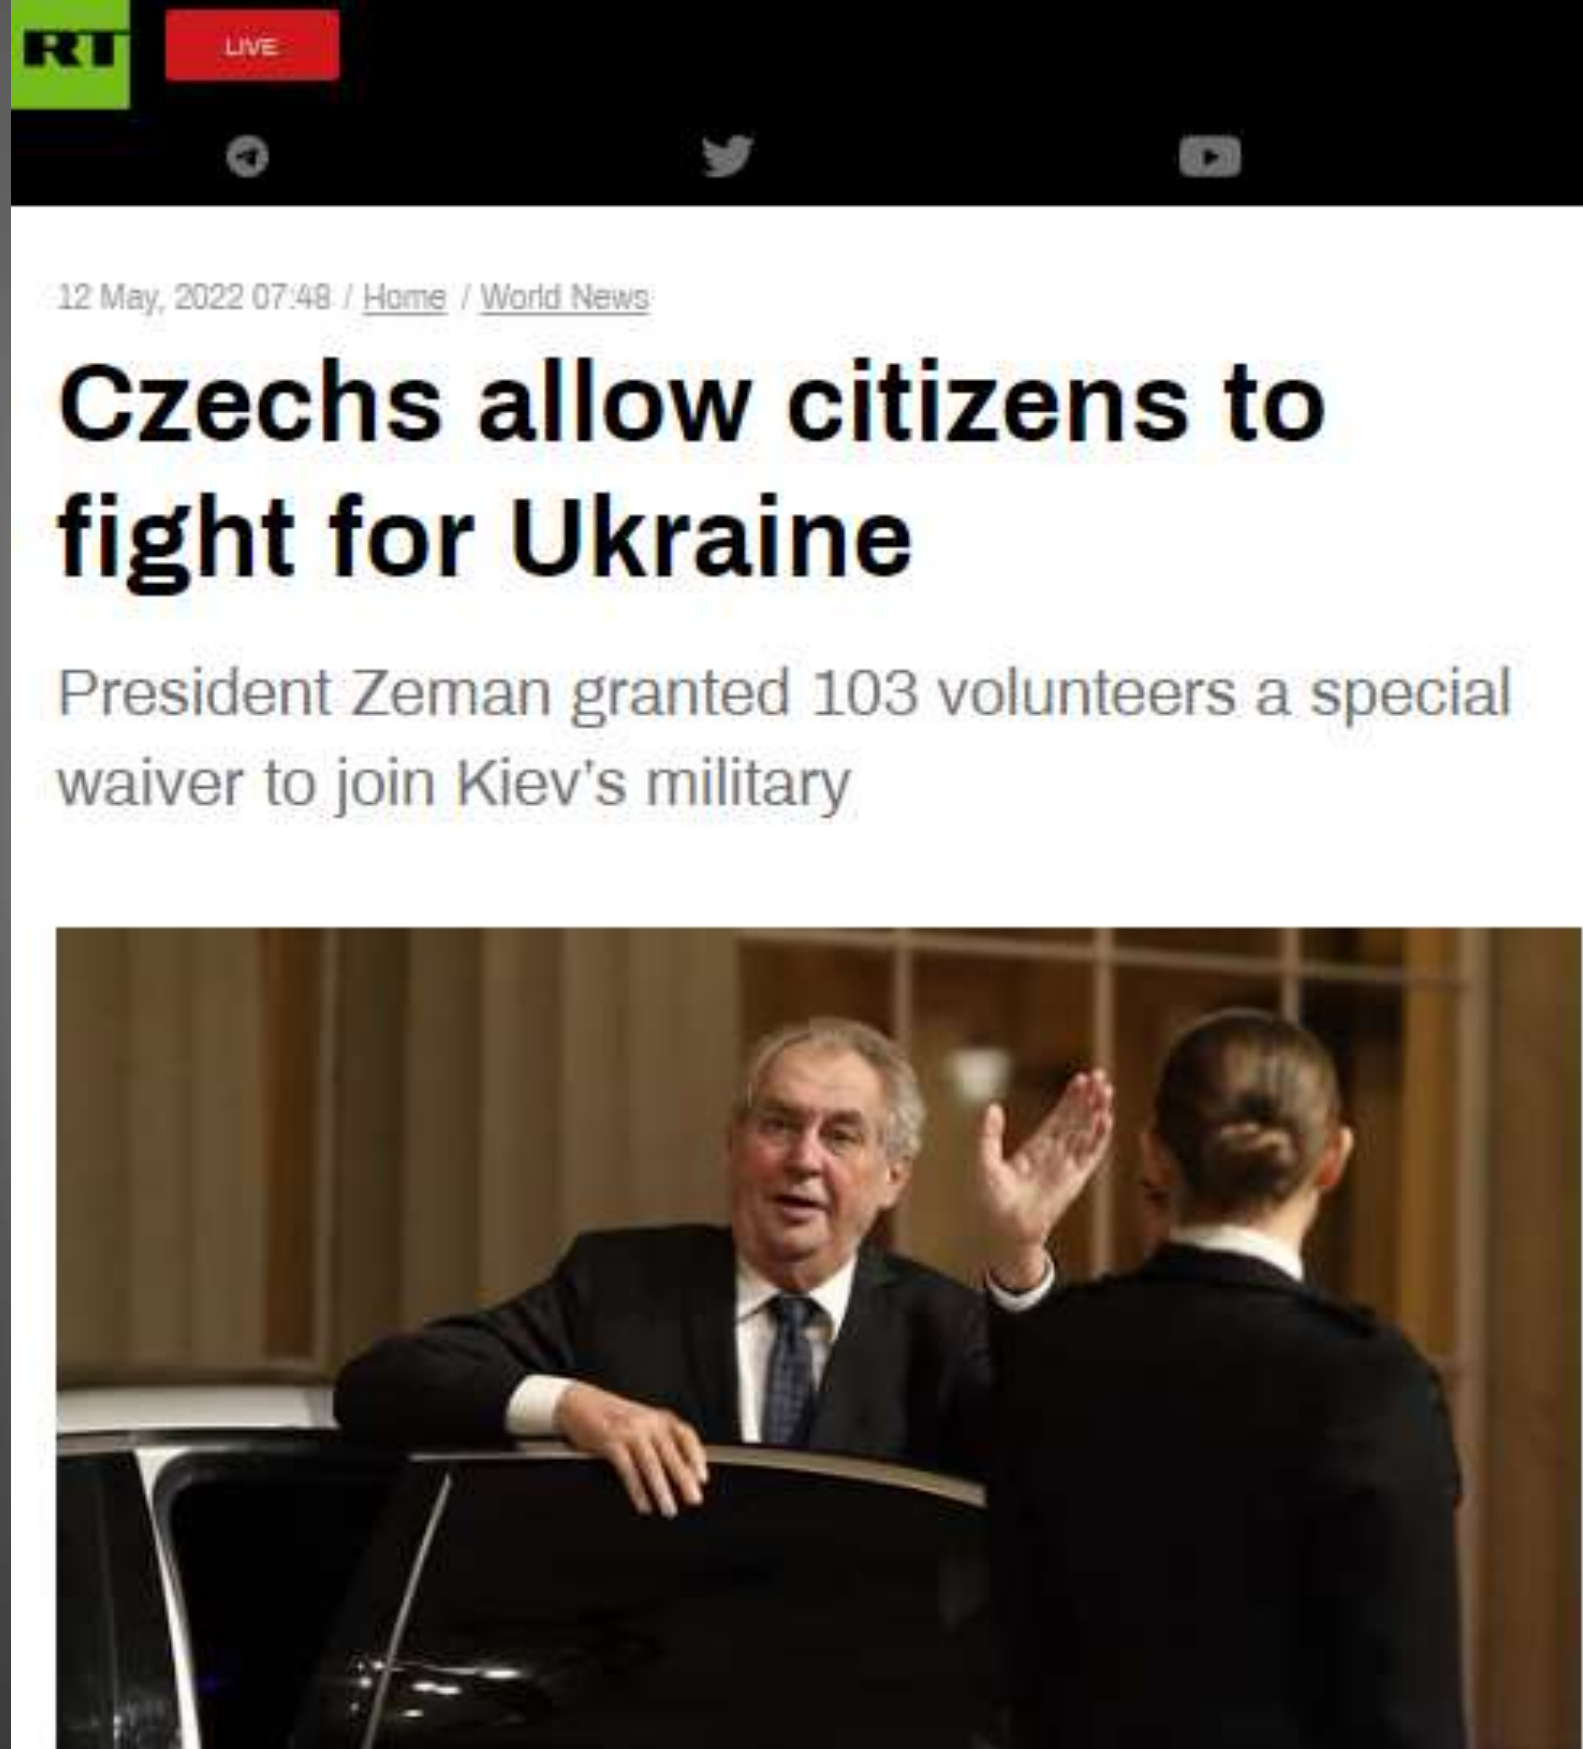 RT
LIVE
12 May, 2022 07:48 / Home / World News
Czechs allow citizens to
fight for Ukraine
President Zeman granted 103 volunteers a special
waiver to join Kiev's military